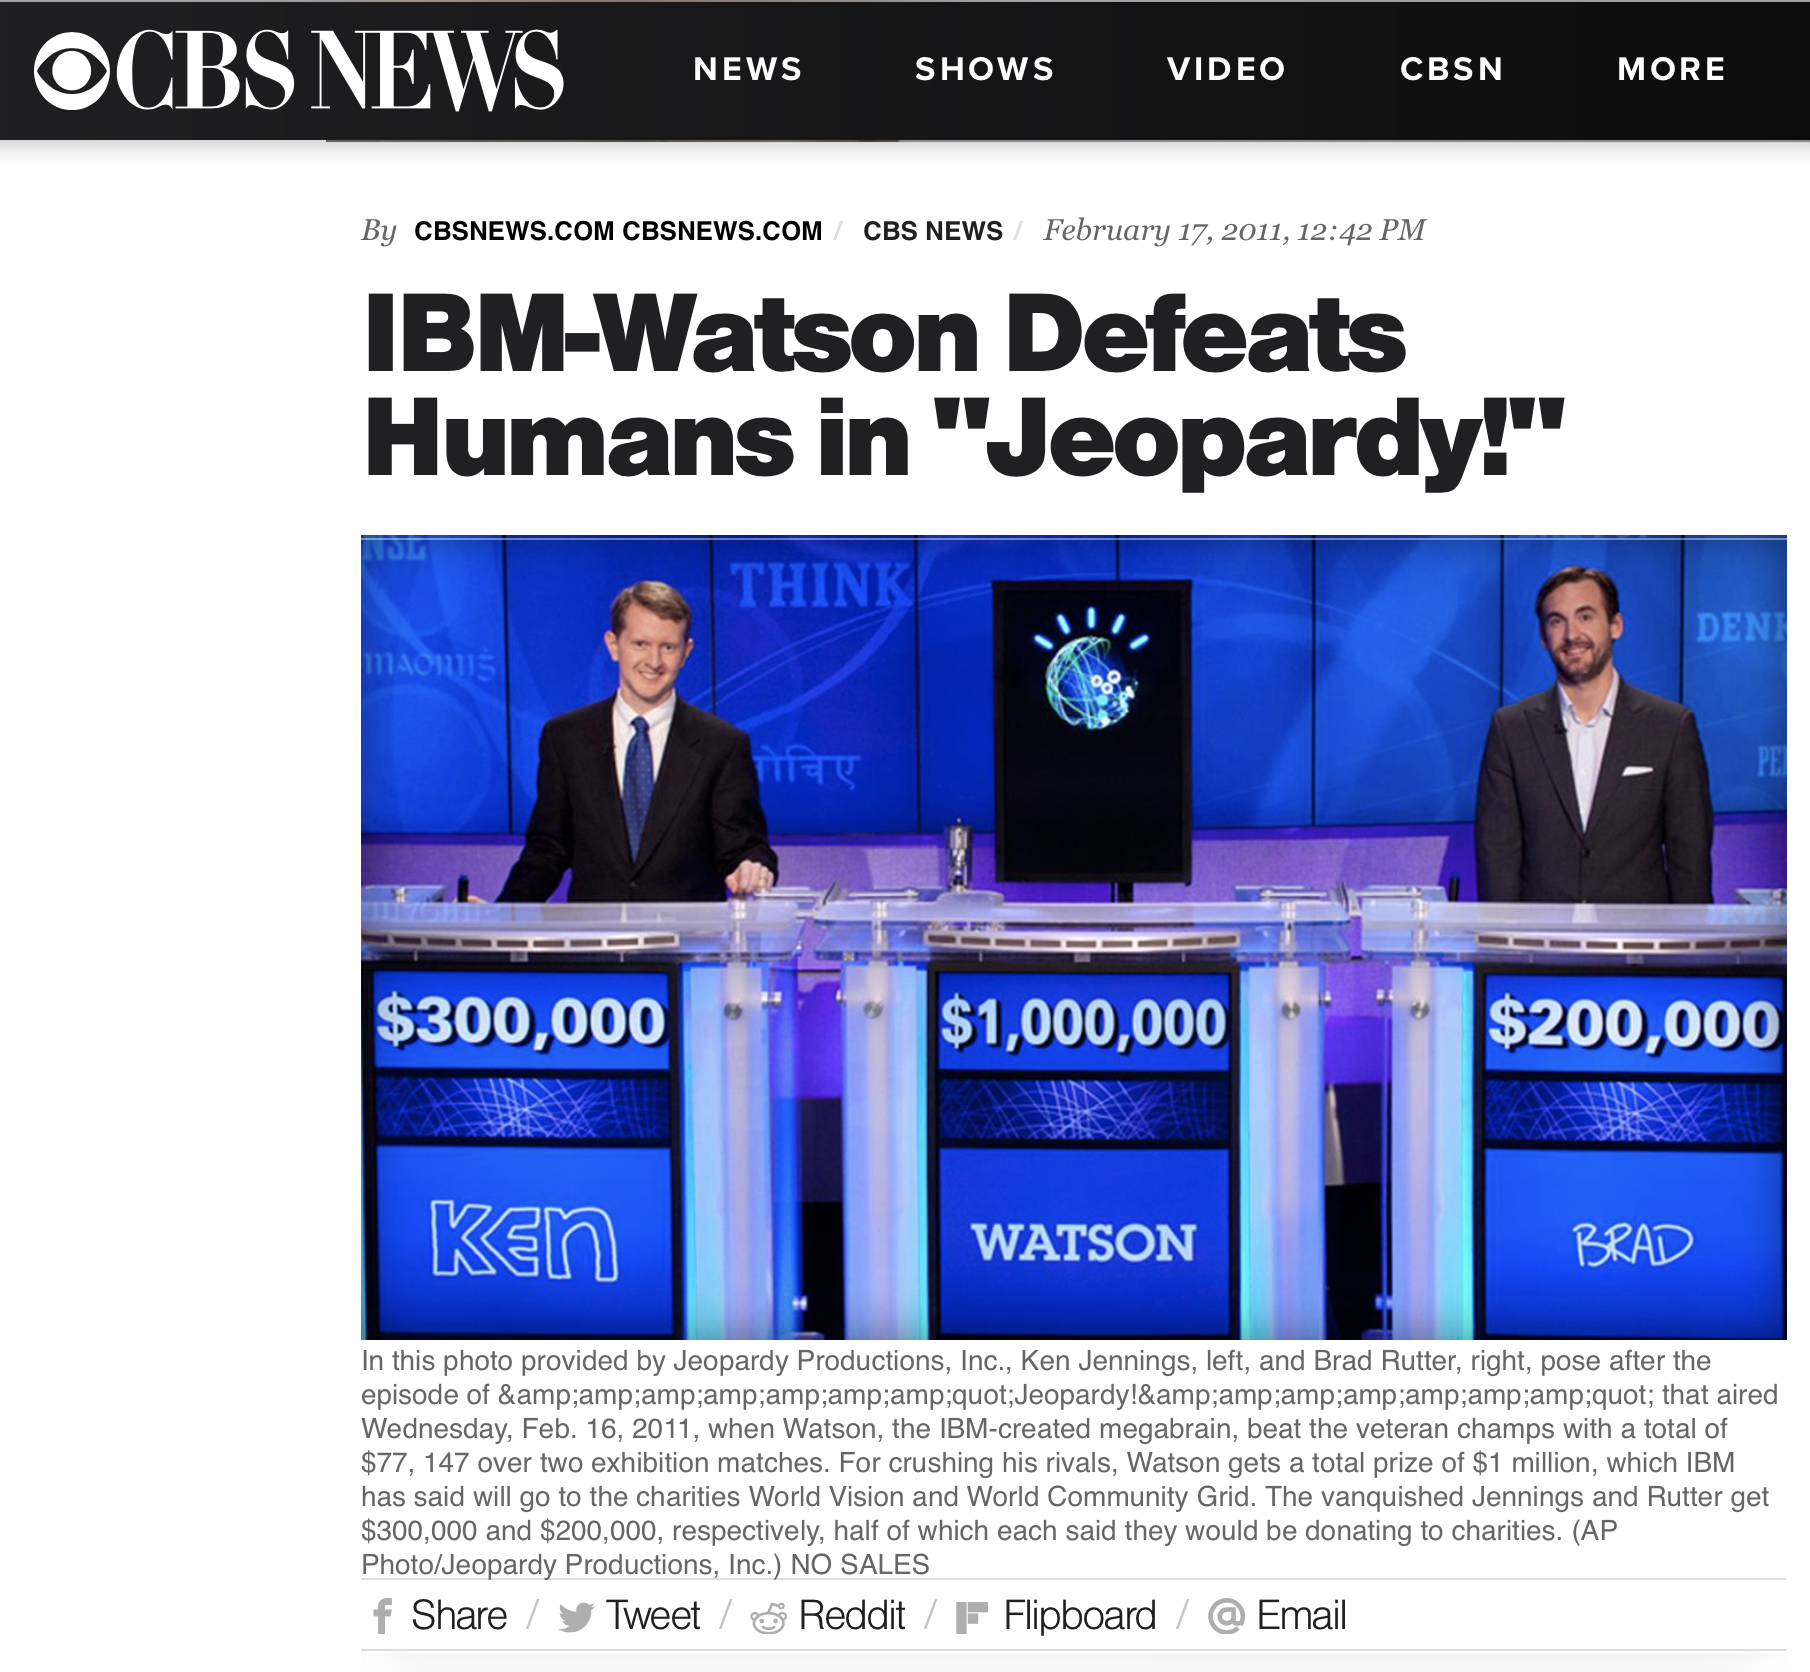 CBS NEWS
NEWS SHOWS VIDEO CBSN MORE
By CBSNEWS.COM CBSNEWS.COM / CBS NEWS / February 17, 2011, 12:42 PM
IBM-Watson Defeats
Humans in "Jeopardy!"
NSE
THINK
DENK
गोचिए
$300,000
$1,000,000
$200,000
Ken
WATSON
BRAD
In this photo provided by Jeopardy Productions, Inc., Ken Jennings, left, and Brad Rutter, right, pose after the
episode of &amp;amp;amp;amp;amp;amp;amp;quot;Jeopardy!&amp;amp;amp;amp;amp;amp;amp;quot; that aired
Wednesday, Feb. 16, 2011, when Watson, the IBM-created megabrain, beat the veteran champs with a total of
$77, 147 over two exhibition matches. For crushing his rivals, Watson gets a total prize of $1 million, which IBM
has said will go to the charities World Vision and World Community Grid. The vanquished Jennings and Rutter get
$300,000 and $200,000, respectively, half of which each said they would be donating to charities. (AP
Photo/Jeopardy Productions, Inc.) NO SALES
Share / Tweet / Reddit / Flipboard / Email